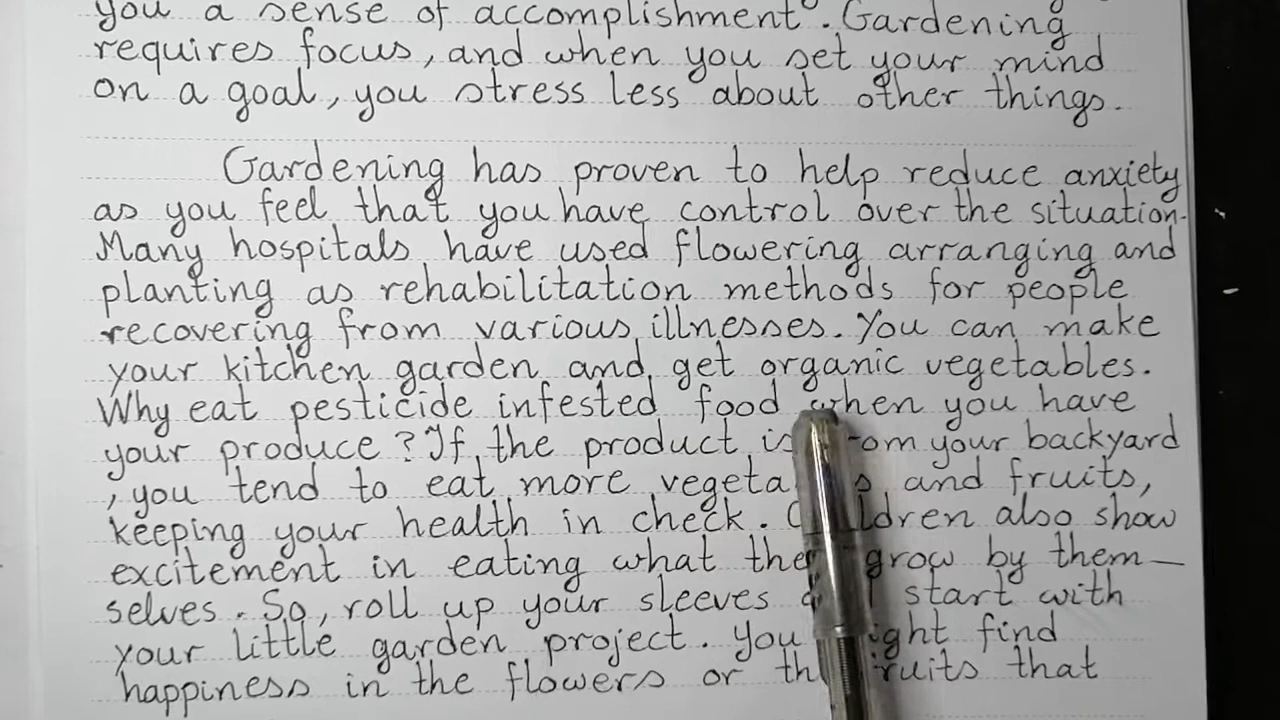 you a sense of accomplishment. Gardening
requires focus, and when you set your mind
on a goal, you stress less about other things.
Gardening has proven to help reduce anxiety
as you feel that you have control over the situation.
Many hospitals have used flowering arranging and
planting as rehabilitation methods for people
recovering from various illnesses. You can make
your kitchen garden and get organic vegetables.
Why eat pesticide infested food when you have
your produce? If the product is from your backyard
, you tend to eat more vegetables and fruits,
keeping your health in check. Children also show
excitement in eating what they grow by them-
selves. So, roll up your sleeves and start with
your little garden project. You might find
happiness in the flowers or the fruits that